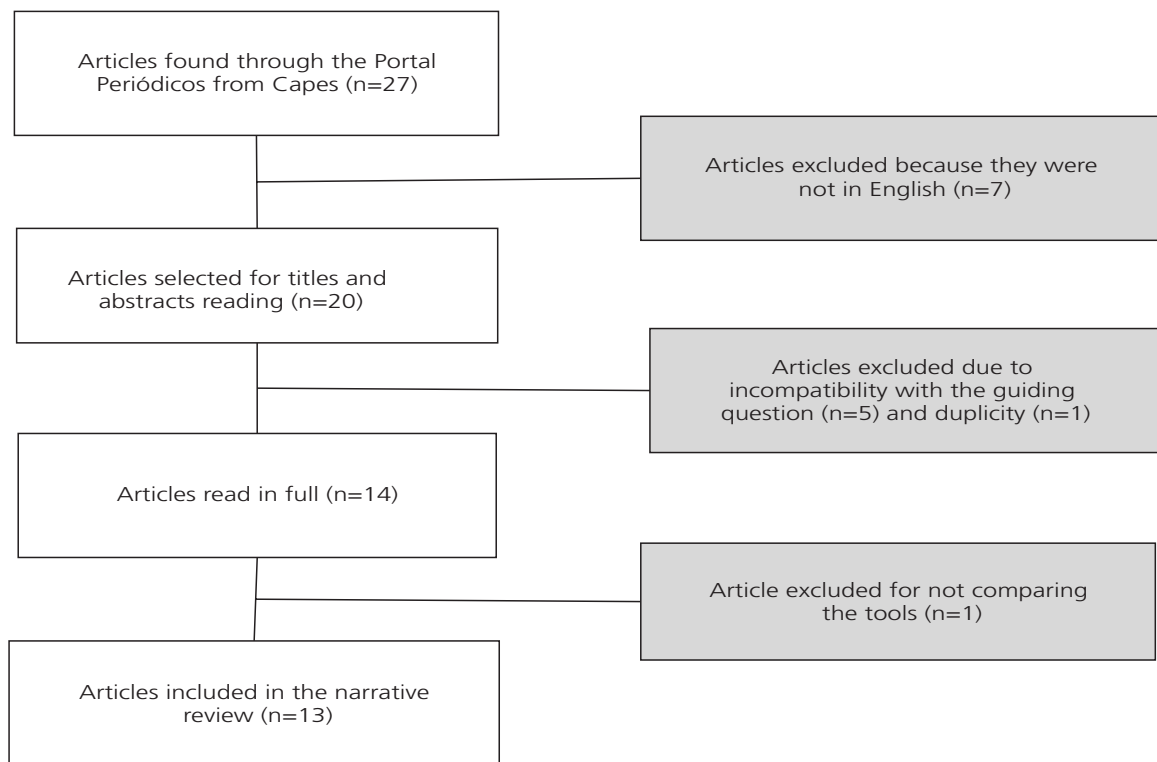 Articles found through the Portal
Periódicos from Capes (n=27)
Articles excluded because they were
not in English (n=7)
Articles selected for titles and
abstracts reading (n=20)
Articles excluded due to
incompatibility with the guiding
question (n=5) and duplicity (n=1)
Articles read in full (n=14)
Article excluded for not comparing
the tools (n=1)
Articles included in the narrative
review (n=13)